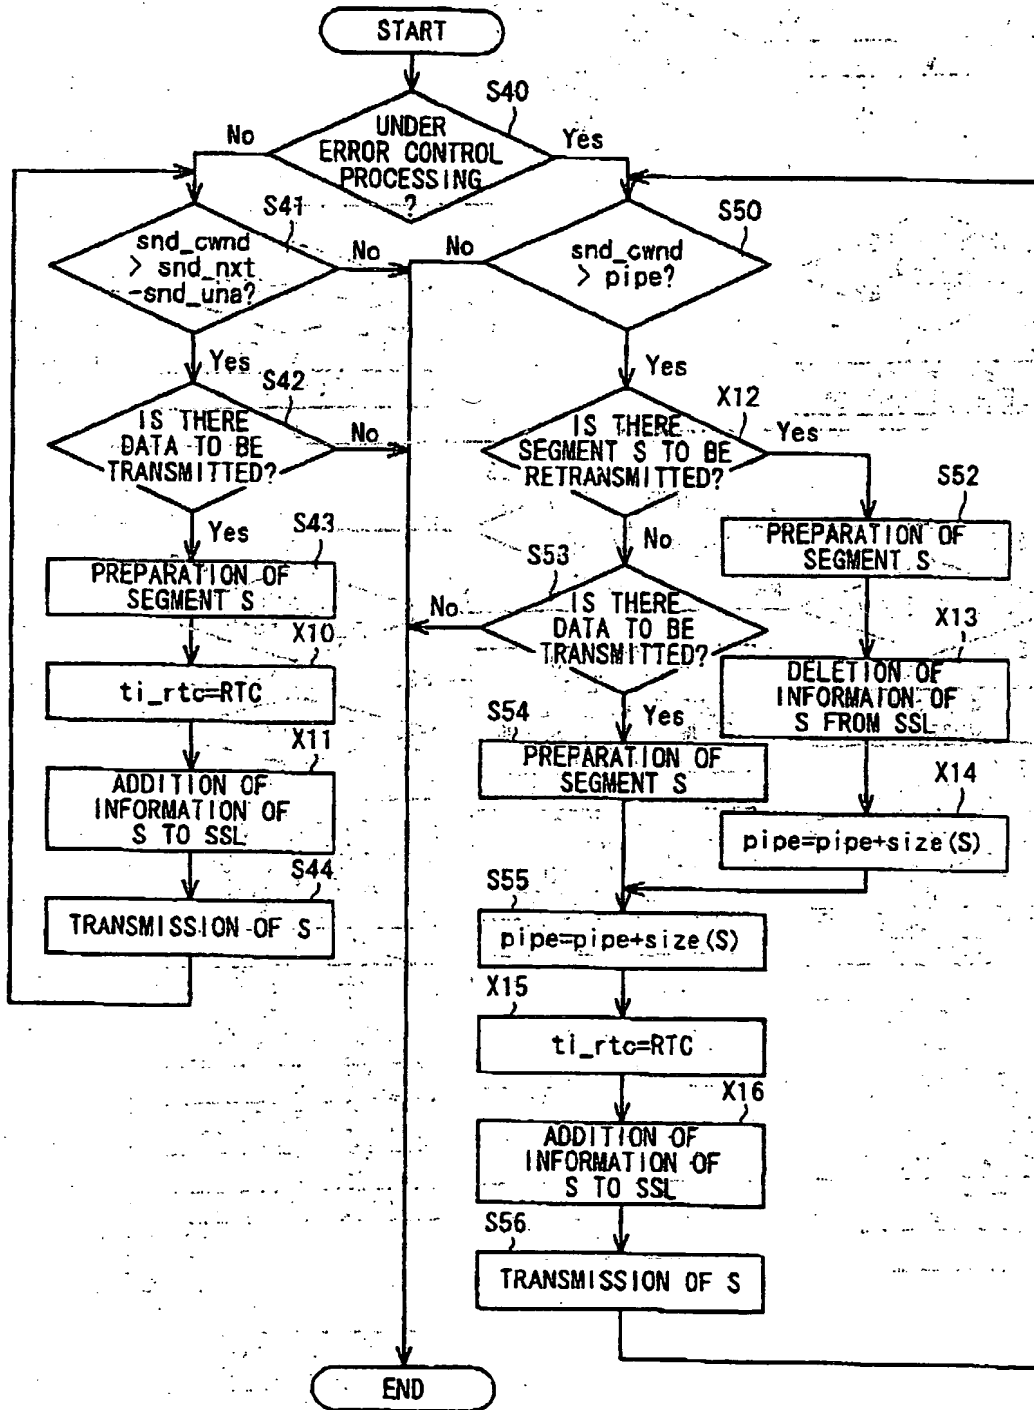 START
S40
No
UNDER
ERROR CONTROL
PROCESSING
?
Yes
S41
snd_cwnd
> snd_nxt
-snd_una?
No
No
S50
snd_cwnd
> pipe?
Yes
S42
Yes
X12
IS THERE
DATA TO BE
TRANSMITTED?
No
IS THERE
SEGMENT S TO BE
RETRANSMITTED?
Yes
S52
Yes
S43
No
PREPARATION OF
SEGMENT S
PREPARATION OF
SEGMENT S
S53
No
IS THERE
DATA TO BE
TRANSMITTED?
X10
X13
ti_rtc=RTC
DELETION OF
INFORMAION OF
S FROM SSL
X11
S54
Yes
ADDITION OF
INFORMATION OF
S TO SSL
PREPARATION OF
SEGMENT S
X14
pipe=pipe+size(S)
S44
TRANSMISSION OF S
S55
pipe=pipe+size(S)
X15
ti_rtc=RTC
X16
ADDITION OF
INFORMATION OF
S TO SSL
S56
TRANSMISSION OF S
END